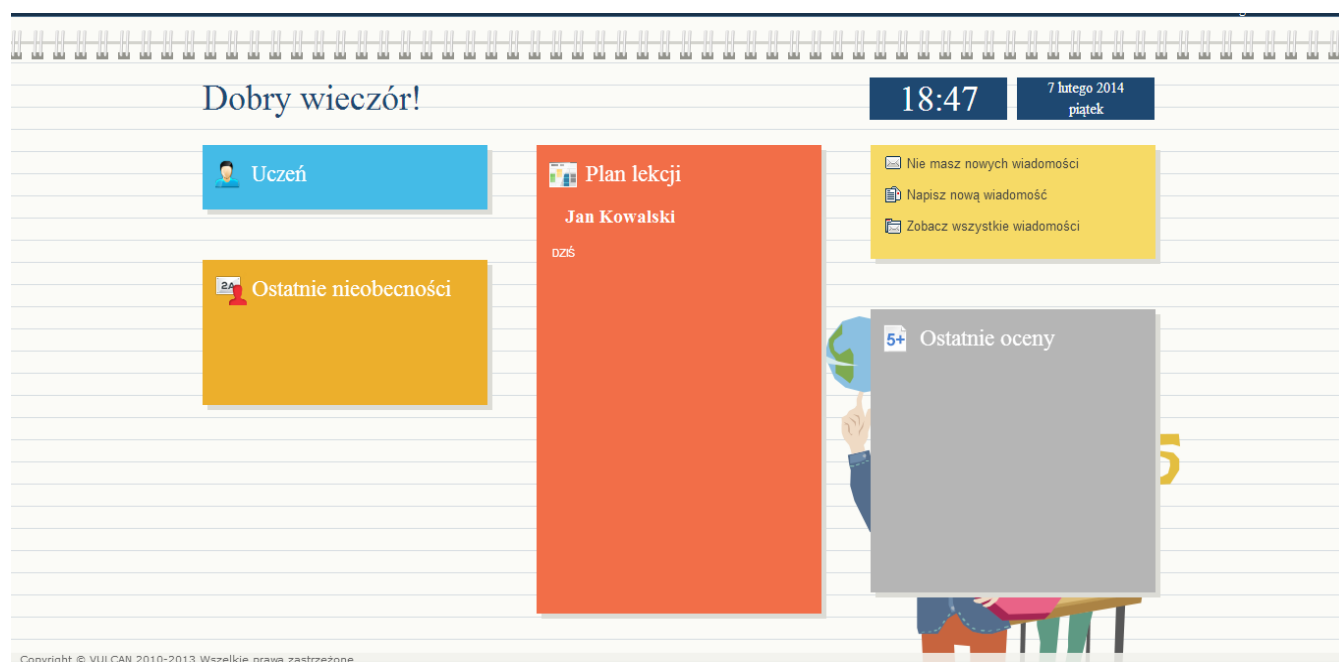 Dobry wieczór!
18:47
7 lutego 2014
piątek
Uczeń
2A
Ostatnie nieobecności
Plan lekcji
Jan Kowalski
DZIŚ
Nie masz nowych wiadomości
Napisz nową wiadomość
Zobacz wszystkie wiadomości
5+
Ostatnie oceny
5
Copyright © VULCAN 2010-2013 Wszelkie prawa zastrzeżone